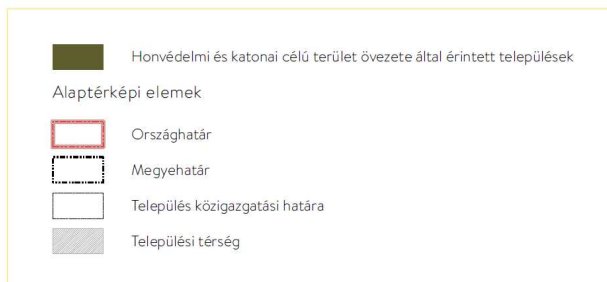 Honvédelmi és katonai célú terület övezete által érintett települések
Alaptérképi elemek
Országhatár
Megyehatár
Település közigazgatási határa
Települési térség